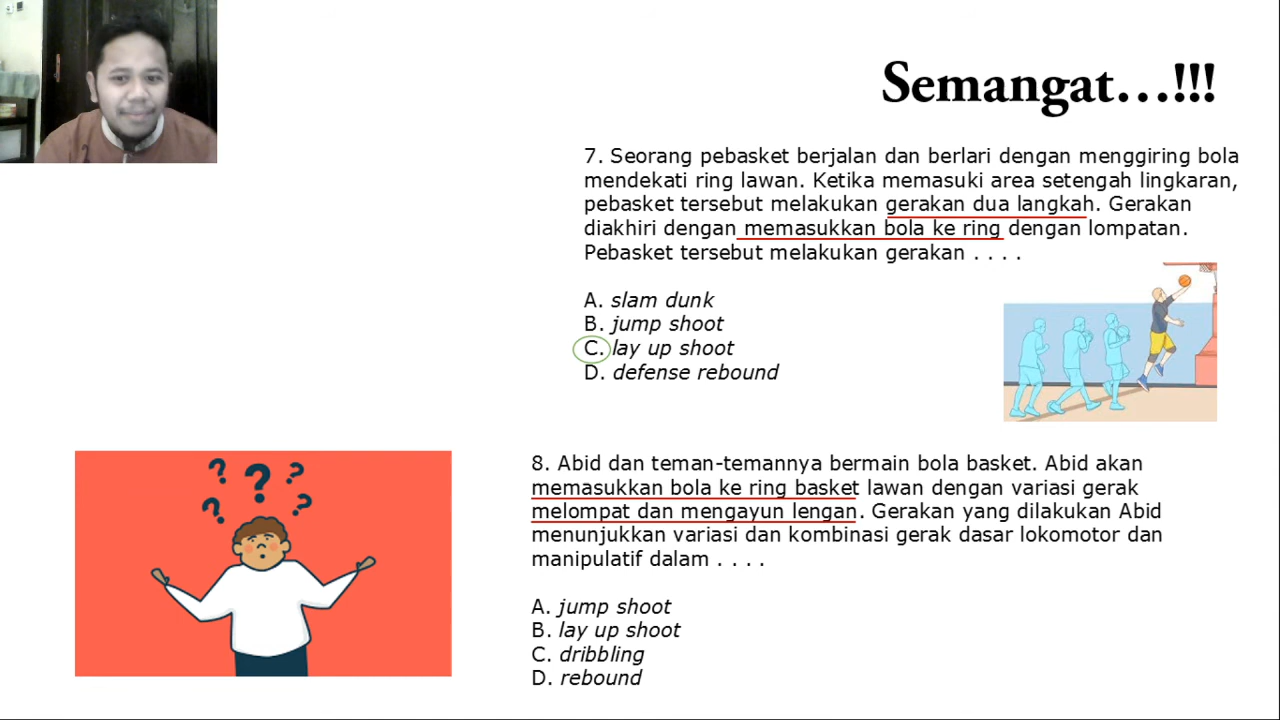 Semangat...!!!
7. Seorang pebasket berjalan dan berlari dengan menggiring bola
mendekati ring lawan. Ketika memasuki area setengah lingkaran,
pebasket tersebut melakukan gerakan dua langkah. Gerakan
diakhiri dengan memasukkan bola ke ring dengan lompatan.
Pebasket tersebut melakukan gerakan . . . .
A. slam dunk
B. jump shoot
C. lay up shoot
D. defense rebound
? ? ? ? ?
8. Abid dan teman-temannya bermain bola basket. Abid akan
memasukkan bola ke ring basket lawan dengan variasi gerak
melompat dan mengayun lengan. Gerakan yang dilakukan Abid
menunjukkan variasi dan kombinasi gerak dasar lokomotor dan
manipulatif dalam . . . .
A. jump shoot
B. lay up shoot
C. dribbling
D. rebound